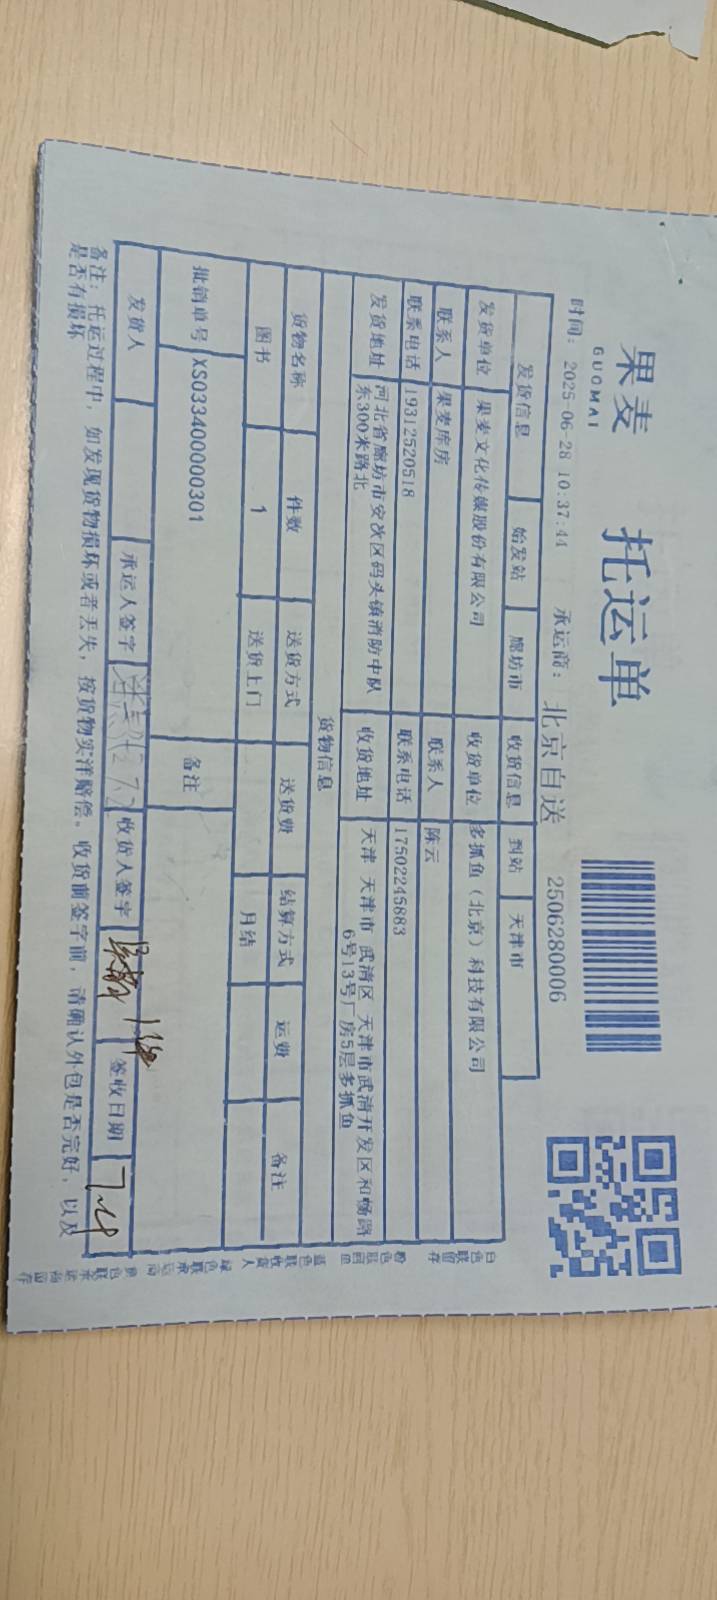 果麦
GUOMAI
托运单
时间: 2025-06-28 10:37:44 承运商: 北京自送 2506280006
发货信息 始发站 廊坊市 收货信息 到站 天津市
发货单位 果麦文化传媒股份有限公司 收货单位 多抓鱼（北京）科技有限公司
联系人 果麦库房 联系人 陈云
联系电话 19312520518 联系电话 17502245883
发货地址 河北省廊坊市安次区码头镇消防中队 收货地址 天津 天津市 武清区 天津市武清开发区和畅路
东300米路北 6号13号厂房5层多抓鱼
货物信息
货物名称 件数 送货方式 送货费 结算方式 运费 备注
图书 1 送货上门 月结
批销单号 XS033400000301 备注
发货人 承运人签字 收货人签字 签收日期
备注: 托运过程中, 如发现货物损坏或者丢失, 按货物实洋赔偿。收货前签字前, 请确认外包是否完好, 以及
是否有损坏